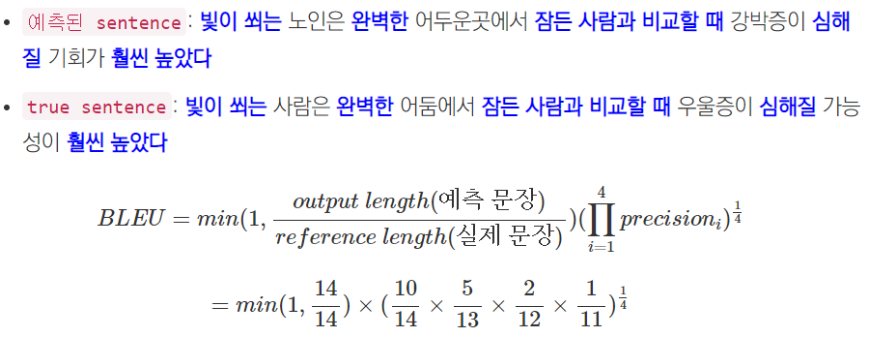 • 예측된 sentence : 빛이 쐬는 노인은 완벽한 어두운곳에서 잠든 사람과 비교할 때 강박증이 심해
질 기회가 훨씬 높았다
• true sentence : 빛이 쐬는 사람은 완벽한 어둠에서 잠든 사람과 비교할 때 우울증이 심해질 가능
성이 훨씬 높았다
BLEU = min(1, output length(예측 문장) / reference length(실제 문장))(∏_{i=1}^{4} precision_i)^{1/4}
= min(1, 14/14) × (10/14 × 5/13 × 2/12 × 1/11)^{1/4}